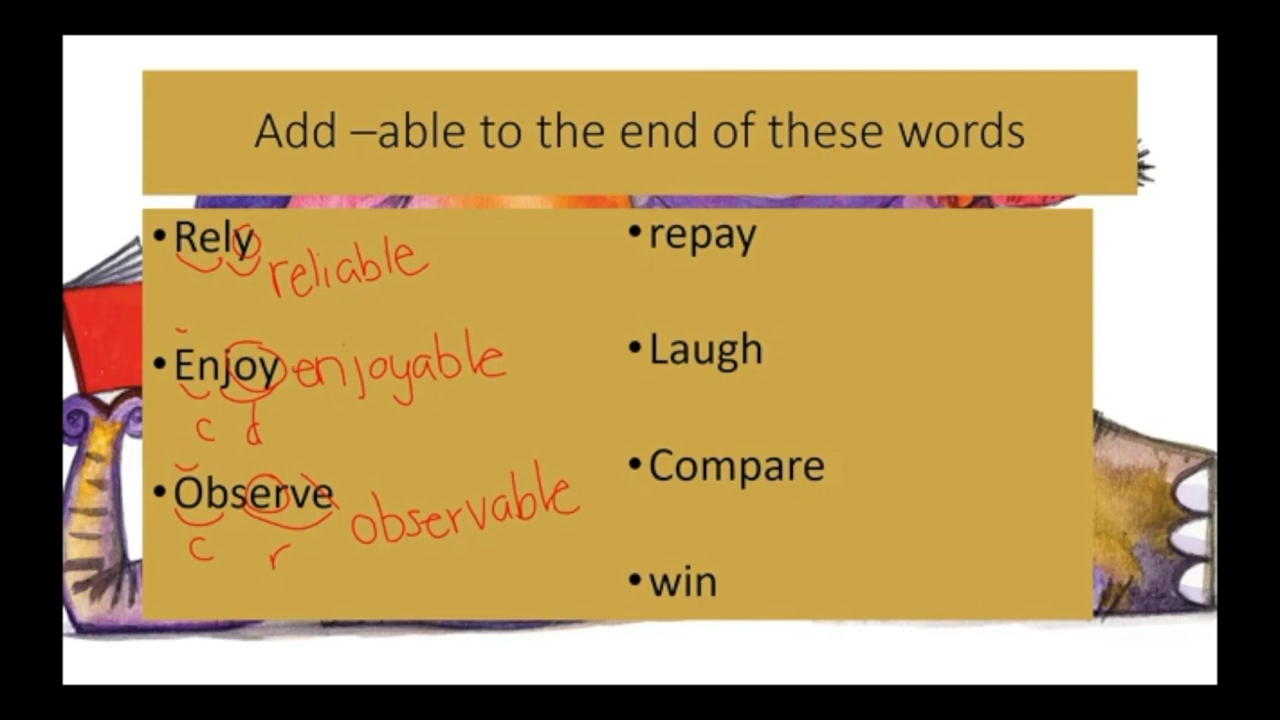 Add –able to the end of these words
•Rely
reliable
•Enjoy enjoyable
c d
•Observe observable
c r
•repay
•Laugh
•Compare
•win